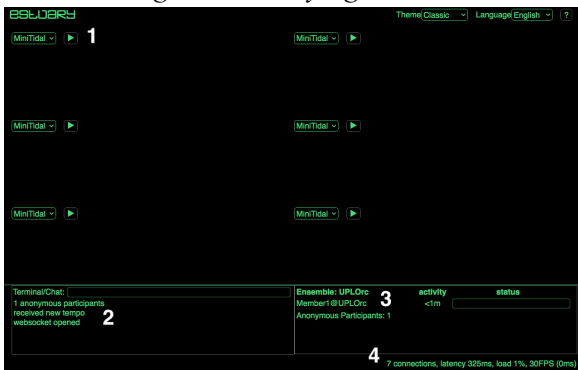 estuary
Theme Classic Language English ?
MiniTidal 1 MiniTidal
MiniTidal MiniTidal
MiniTidal MiniTidal
Terminal/Chat:
1 anonymous participants
received new tempo
websocket opened
2
Ensemble: UPLOrc activity status
Member1@UPLOrc 3 <1m
Anonymous Participants: 1
4
7 connections, latency 325ms, load 1%, 30FPS (0ms)